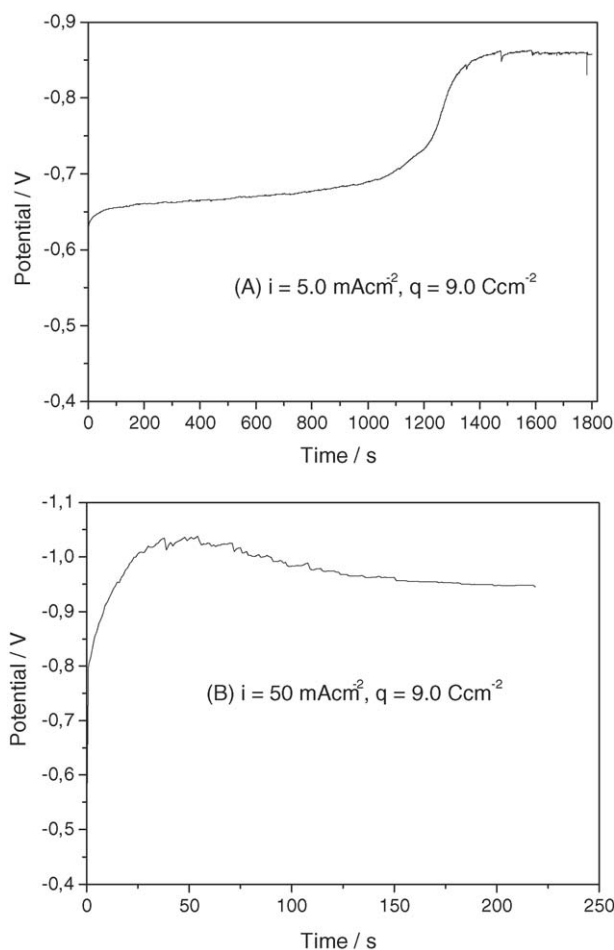 -0,9
-0,8
-0,7
-0,6
-0,5
-0,4
Potential / V
(A) i = 5.0 mAcm⁻², q = 9.0 Ccm⁻²
0 200 400 600 800 1000 1200 1400 1600 1800
Time / s
-1,1
-1,0
-0,9
-0,8
-0,7
-0,6
-0,5
-0,4
Potential / V
(B) i = 50 mAcm⁻², q = 9.0 Ccm⁻²
0 50 100 150 200 250
Time / s